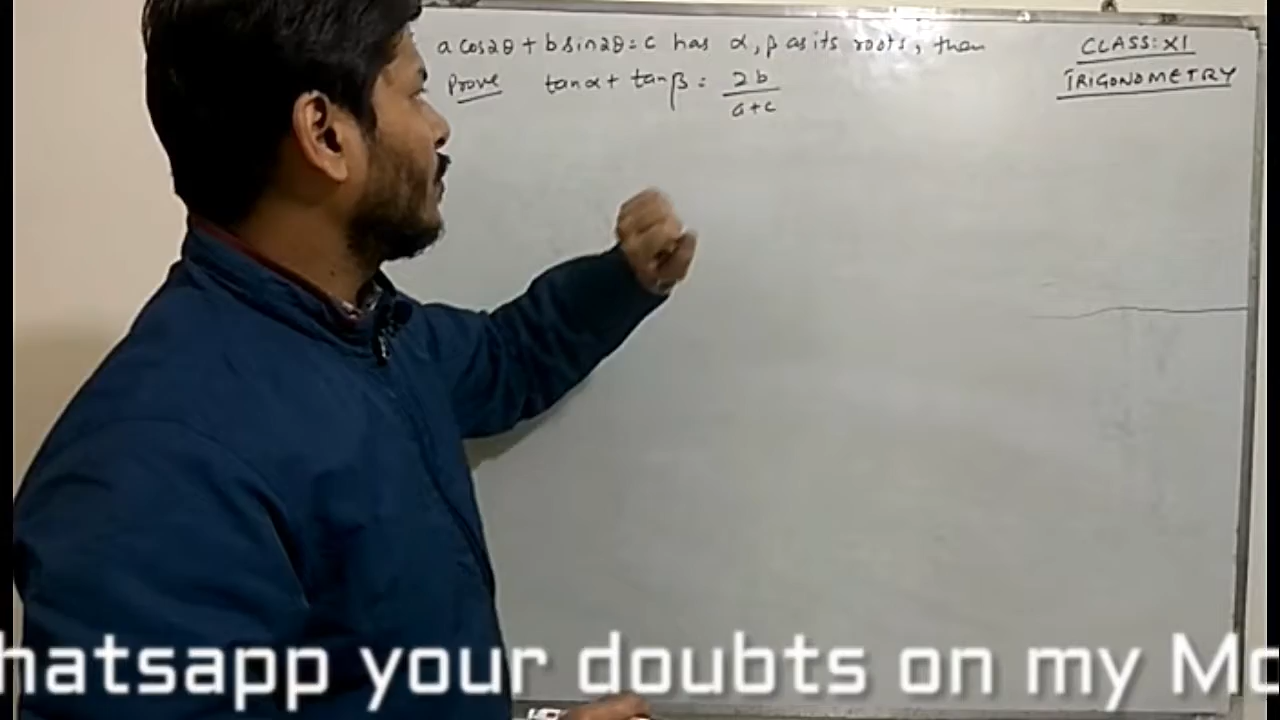 a cos2θ + b sin2θ = c has α, β as its roots, then
Prove tanα + tanβ = 2b / a+c
CLASS: XI
TRIGONOMETRY
hatsapp your doubts on my Mo